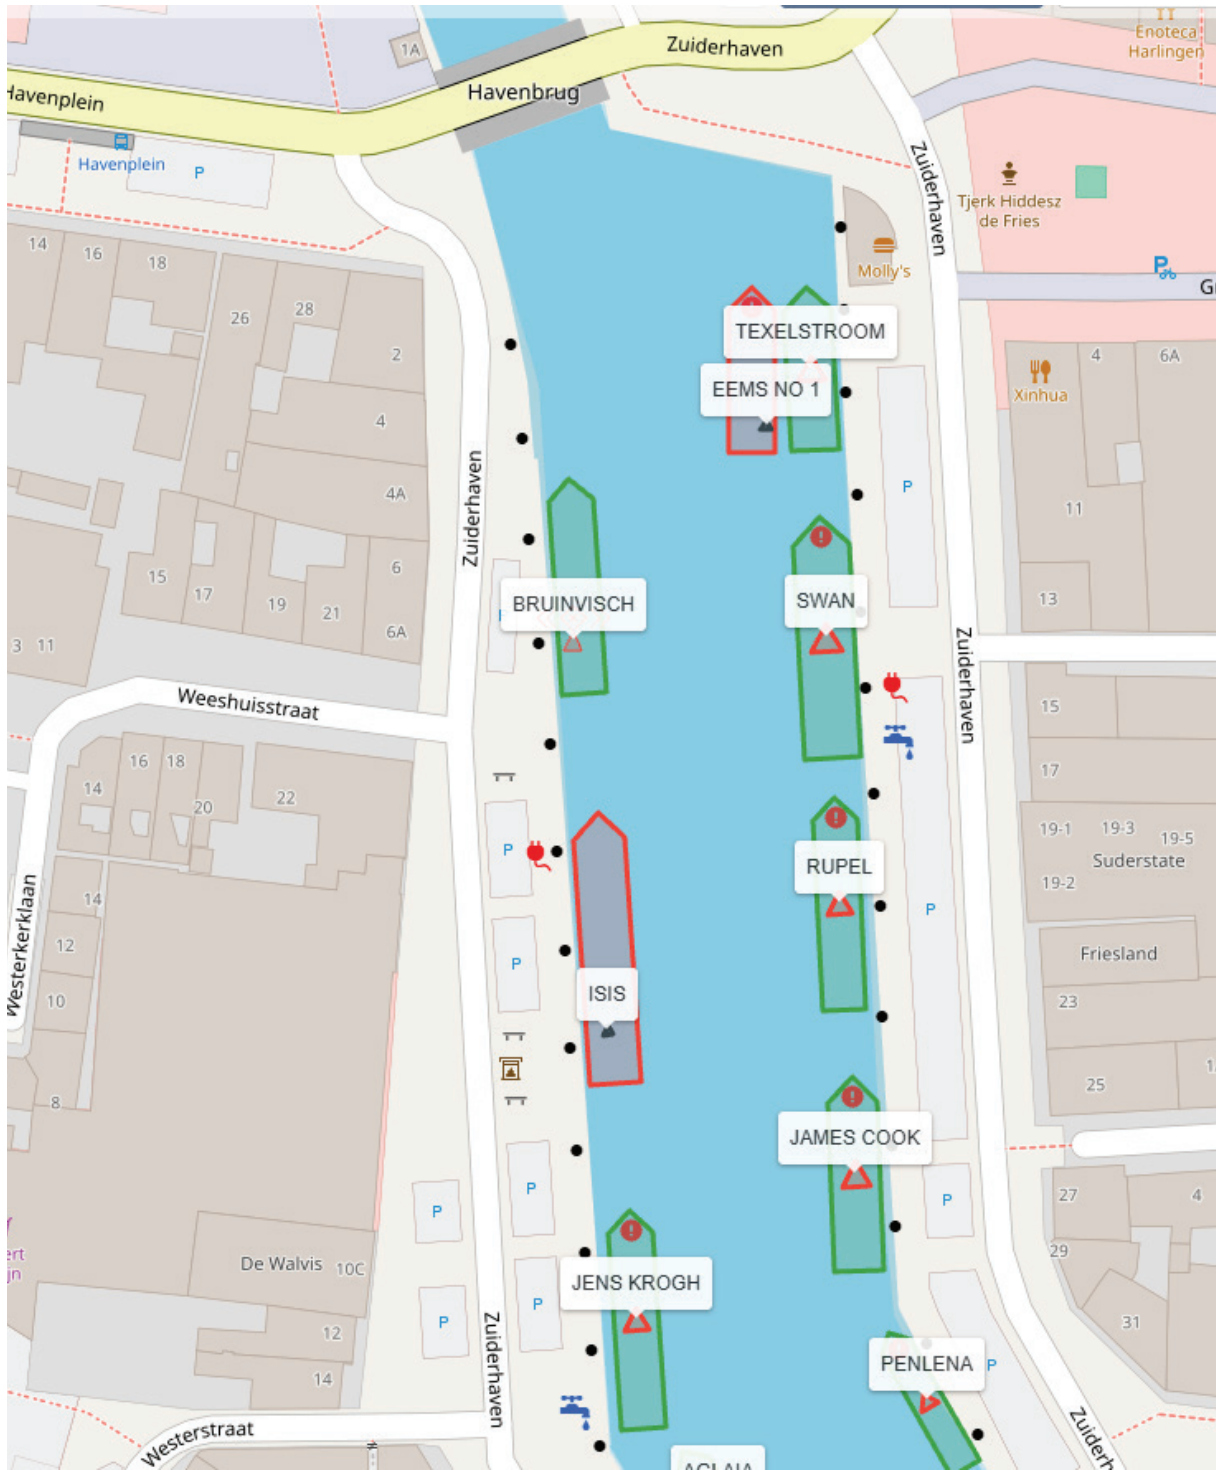 Enoteca
Harlingen
1A
Zuiderhaven
Havenbrug
Havenplein
Havenplein
P
Zuiderhaven
Tjerk Hiddesz
de Fries
Molly's
14
16
18
26
28
2
4
4A
TEXELSTROOM
EEMS NO 1
Xinhua
4
6A
P
11
Zuiderhaven
15
17
19
21
6
6A
3
11
BRUINVISCH
SWAN
13
Zuiderhaven
Weeshuisstraat
15
17
14
16
18
20
22
P
RUPEL
19-1
19-3
19-5
Suderstate
19-2
Westerkerklaan
14
12
10
8
P
P
ISIS
Friesland
23
25
JAMES COOK
P
P
P
27
4
29
De Walvis
10C
JENS KROGH
P
P
12
14
31
PENLENA
P
Zuiderhaven
Westerstraat
AGLAIA